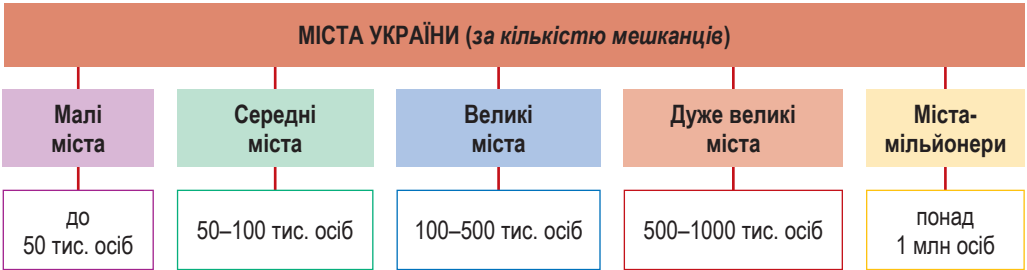 МІСТА УКРАЇНИ (за кількістю мешканців)
Малі
міста
до
50 тис. осіб
Середні
міста
50–100 тис. осіб
Великі
міста
100–500 тис. осіб
Дуже великі
міста
500–1000 тис. осіб
Міста-
мільйонери
понад
1 млн осіб